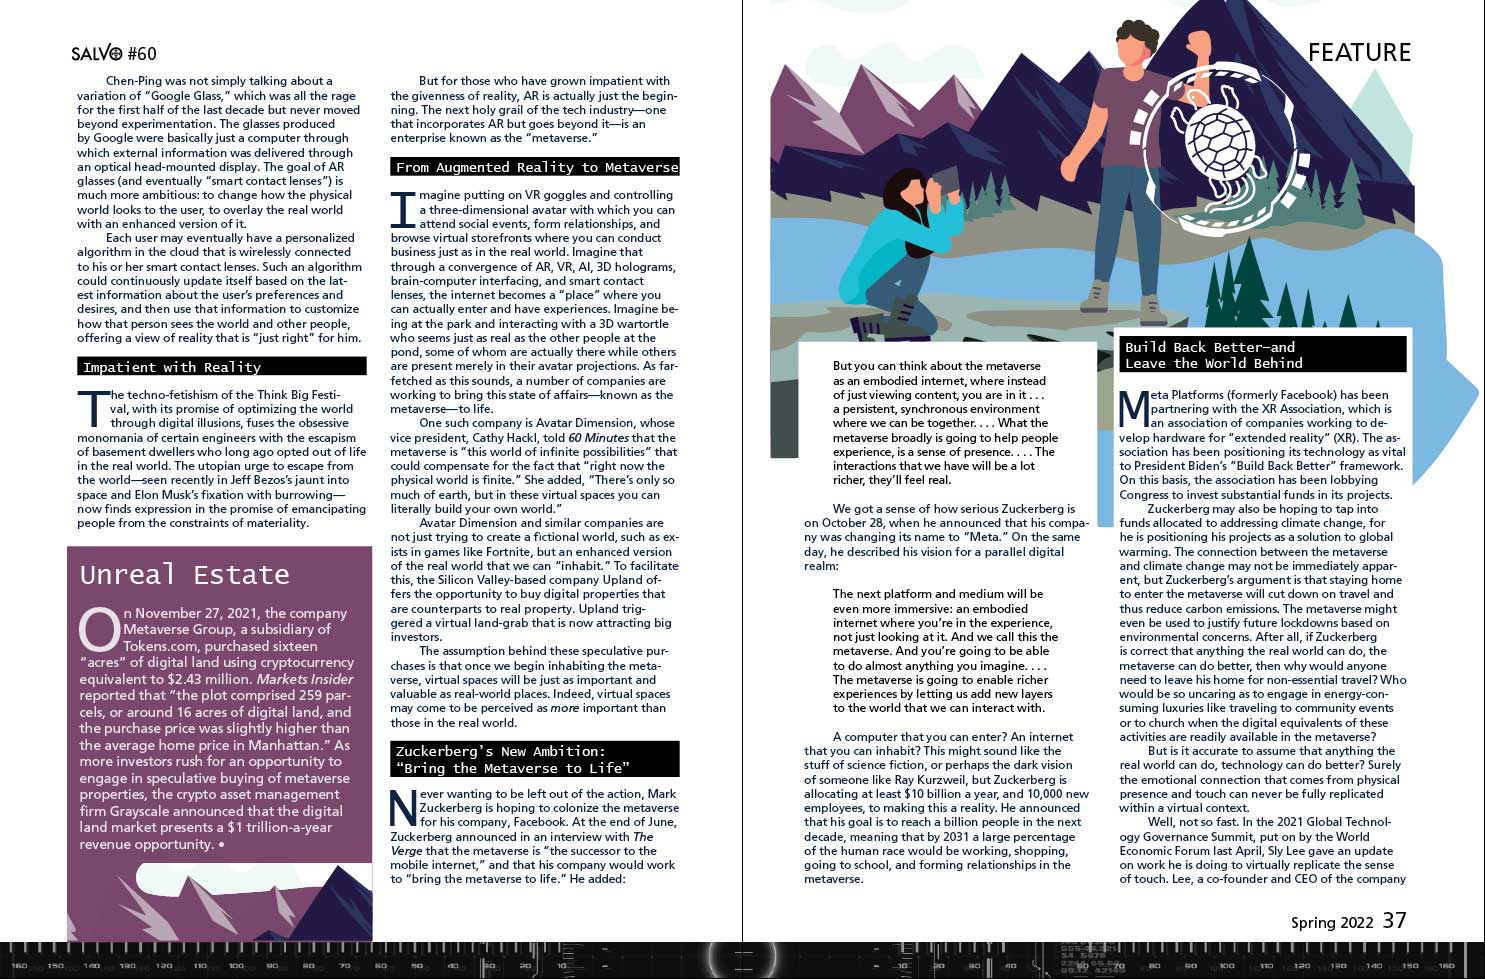 SALVO #60
Chen-Ping was not simply talking about a
variation of “Google Glass,” which was all the rage
for the first half of the last decade but never moved
beyond experimentation. The glasses produced
by Google were basically just a computer through
which external information was delivered through
an optical head-mounted display. The goal of AR
glasses (and eventually “smart contact lenses”) is
much more ambitious: to change how the physical
world looks to the user, to overlay the real world
with an enhanced version of it.
Each user may eventually have a personalized
algorithm in the cloud that is wirelessly connected
to his or her smart contact lenses. Such an algorithm
could continuously update itself based on the lat-
est information about the user’s preferences and
desires, and then use that information to customize
how that person sees the world and other people,
offering a view of reality that is “just right” for him.
Impatient with Reality
The techno-fetishism of the Think Big Festi-
val, with its promise of optimizing the world
through digital illusions, fuses the obsessive
monomania of certain engineers with the escapism
of basement dwellers who long ago opted out of life
in the real world. The utopian urge to escape from
the world—seen recently in Jeff Bezos’s jaunt into
space and Elon Musk’s fixation with burrowing—
now finds expression in the promise of emancipating
people from the constraints of materiality.
Unreal Estate
On November 27, 2021, the company
Metaverse Group, a subsidiary of
Tokens.com, purchased sixteen
“acres” of digital land using cryptocurrency
equivalent to $2.43 million. Markets Insider
reported that “the plot comprised 259 par-
cels, or around 16 acres of digital land, and
the purchase price was slightly higher than
the average home price in Manhattan.” As
more investors rush for an opportunity to
engage in speculative buying of metaverse
properties, the crypto asset management
firm Grayscale announced that the digital
land market presents a $1 trillion-a-year
revenue opportunity. •
But for those who have grown impatient with
the givenness of reality, AR is actually just the begin-
ning. The next holy grail of the tech industry—one
that incorporates AR but goes beyond it—is an
enterprise known as the “metaverse.”
From Augmented Reality to Metaverse
Imagine putting on VR goggles and controlling
a three-dimensional avatar with which you can
attend social events, form relationships, and
browse virtual storefronts where you can conduct
business just as in the real world. Imagine that
through a convergence of AR, VR, AI, 3D holograms,
brain-computer interfacing, and smart contact
lenses, the internet becomes a “place” where you
can actually enter and have experiences. Imagine be-
ing at the park and interacting with a 3D wartortle
who seems just as real as the other people at the
pond, some of whom are actually there while others
are present merely in their avatar projections. As far-
fetched as this sounds, a number of companies are
working to bring this state of affairs—known as the
metaverse—to life.
One such company is Avatar Dimension, whose
vice president, Cathy Hackl, told 60 Minutes that the
metaverse is “this world of infinite possibilities” that
could compensate for the fact that “right now the
physical world is finite.” She added, “There’s only so
much of earth, but in these virtual spaces you can
literally build your own world.”
Avatar Dimension and similar companies are
not just trying to create a fictional world, such as ex-
ists in games like Fortnite, but an enhanced version
of the real world that we can “inhabit.” To facilitate
this, the Silicon Valley-based company Upland of-
fers the opportunity to buy digital properties that
are counterparts to real property. Upland trig-
gered a virtual land-grab that is now attracting big
investors.
The assumption behind these speculative pur-
chases is that once we begin inhabiting the meta-
verse, virtual spaces will be just as important and
valuable as real-world places. Indeed, virtual spaces
may come to be perceived as more important than
those in the real world.
Zuckerberg’s New Ambition:
“Bring the Metaverse to Life”
Never wanting to be left out of the action, Mark
Zuckerberg is hoping to colonize the metaverse
for his company, Facebook. At the end of June,
Zuckerberg announced in an interview with The
Verge that the metaverse is “the successor to the
mobile internet,” and that his company would work
to “bring the metaverse to life.” He added:
FEATURE
But you can think about the metaverse
as an embodied internet, where instead
of just viewing content, you are in it . . .
a persistent, synchronous environment
where we can be together. . . . What the
metaverse broadly is going to help people
experience, is a sense of presence. . . . The
interactions that we have will be a lot
richer, they’ll feel real.
We got a sense of how serious Zuckerberg is
on October 28, when he announced that his compa-
ny was changing its name to “Meta.” On the same
day, he described his vision for a parallel digital
realm:
The next platform and medium will be
even more immersive: an embodied
internet where you’re in the experience,
not just looking at it. And we call this the
metaverse. And you’re going to be able
to do almost anything you imagine. . . .
The metaverse is going to enable richer
experiences by letting us add new layers
to the world that we can interact with.
A computer that you can enter? An internet
that you can inhabit? This might sound like the
stuff of science fiction, or perhaps the dark vision
of someone like Ray Kurzweil, but Zuckerberg is
allocating at least $10 billion a year, and 10,000 new
employees, to making this a reality. He announced
that his goal is to reach a billion people in the next
decade, meaning that by 2031 a large percentage
of the human race would be working, shopping,
going to school, and forming relationships in the
metaverse.
Build Back Better—and
Leave the World Behind
Meta Platforms (formerly Facebook) has been
partnering with the XR Association, which is
an association of companies working to de-
velop hardware for “extended reality” (XR). The as-
sociation has been positioning its technology as vital
to President Biden’s “Build Back Better” framework.
On this basis, the association has been lobbying
Congress to invest substantial funds in its projects.
Zuckerberg may also be hoping to tap into
funds allocated to addressing climate change, for
he is positioning his projects as a solution to global
warming. The connection between the metaverse
and climate change may not be immediately appar-
ent, but Zuckerberg’s argument is that staying home
to enter the metaverse will cut down on travel and
thus reduce carbon emissions. The metaverse might
even be used to justify future lockdowns based on
environmental concerns. After all, if Zuckerberg
is correct that anything the real world can do, the
metaverse can do better, then why would anyone
need to leave his home for non-essential travel? Who
would be so uncaring as to engage in energy-con-
suming luxuries like traveling to community events
or to church when the digital equivalents of these
activities are readily available in the metaverse?
But is it accurate to assume that anything the
real world can do, technology can do better? Surely
the emotional connection that comes from physical
presence and touch can never be fully replicated
within a virtual context.
Well, not so fast. In the 2021 Global Technol-
ogy Governance Summit, put on by the World
Economic Forum last April, Sly Lee gave an update
on work he is doing to virtually replicate the sense
of touch. Lee, a co-founder and CEO of the company
Spring 2022 37
160 150 140 130 120 110 100 90 80 70 60 50 40 30 20 10 10 20 30 40 60 70 80 90 100 110 120 130 140 150 160